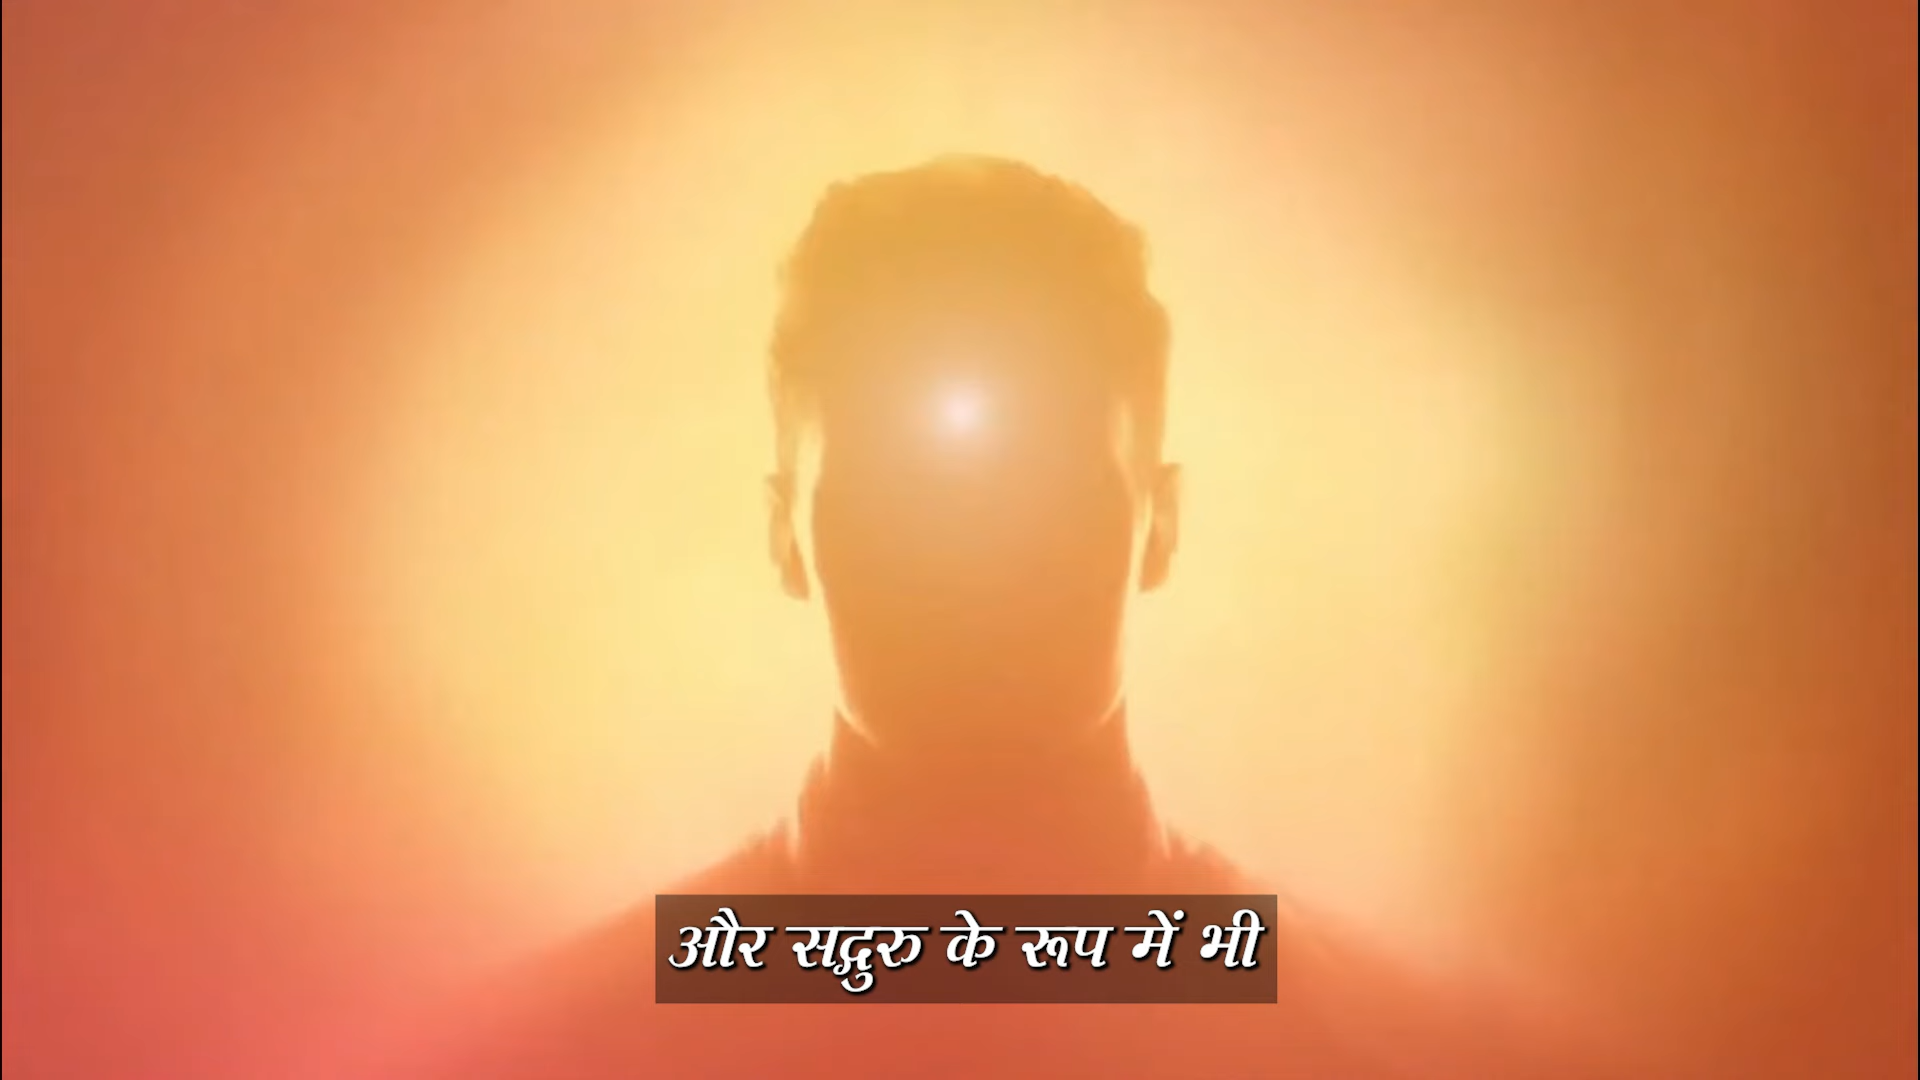 और सद्गुरु के रूप में भी